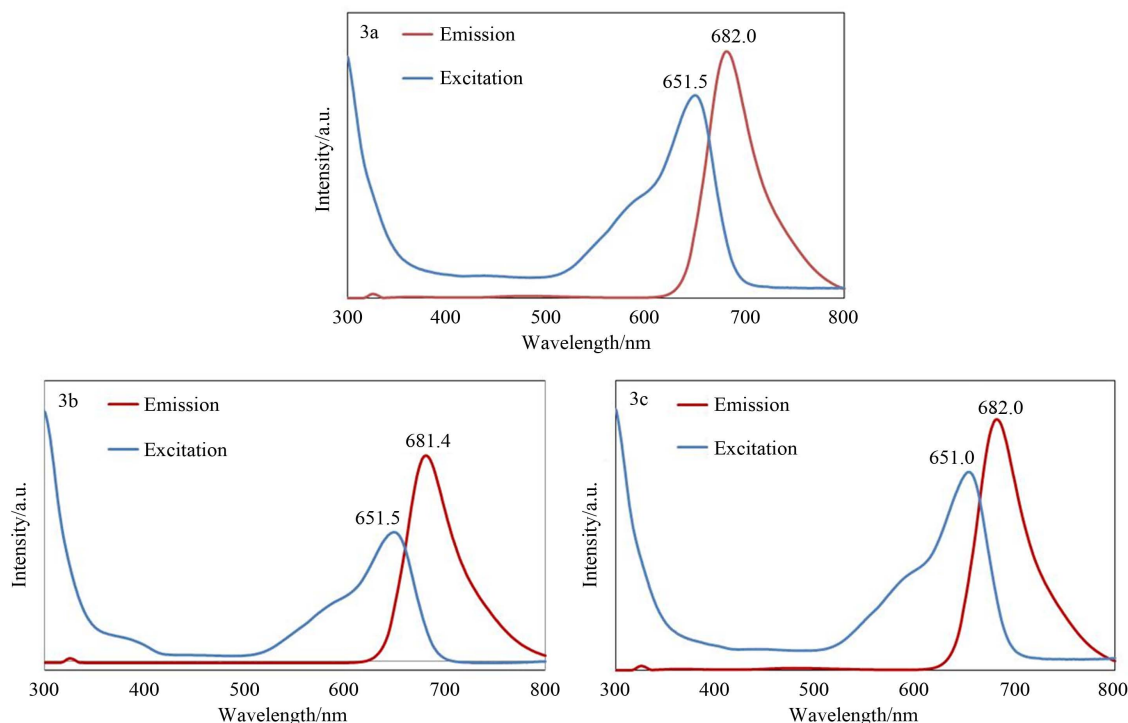 3a
Emission
Excitation
682.0
651.5
Intensity/a.u.
300 400 500 600 700 800
Wavelength/nm
3b
Emission
Excitation
681.4
651.5
Intensity/a.u.
300 400 500 600 700 800
Wavelength/nm
3c
Emission
Excitation
682.0
651.0
Intensity/a.u.
300 400 500 600 700 800
Wavelength/nm